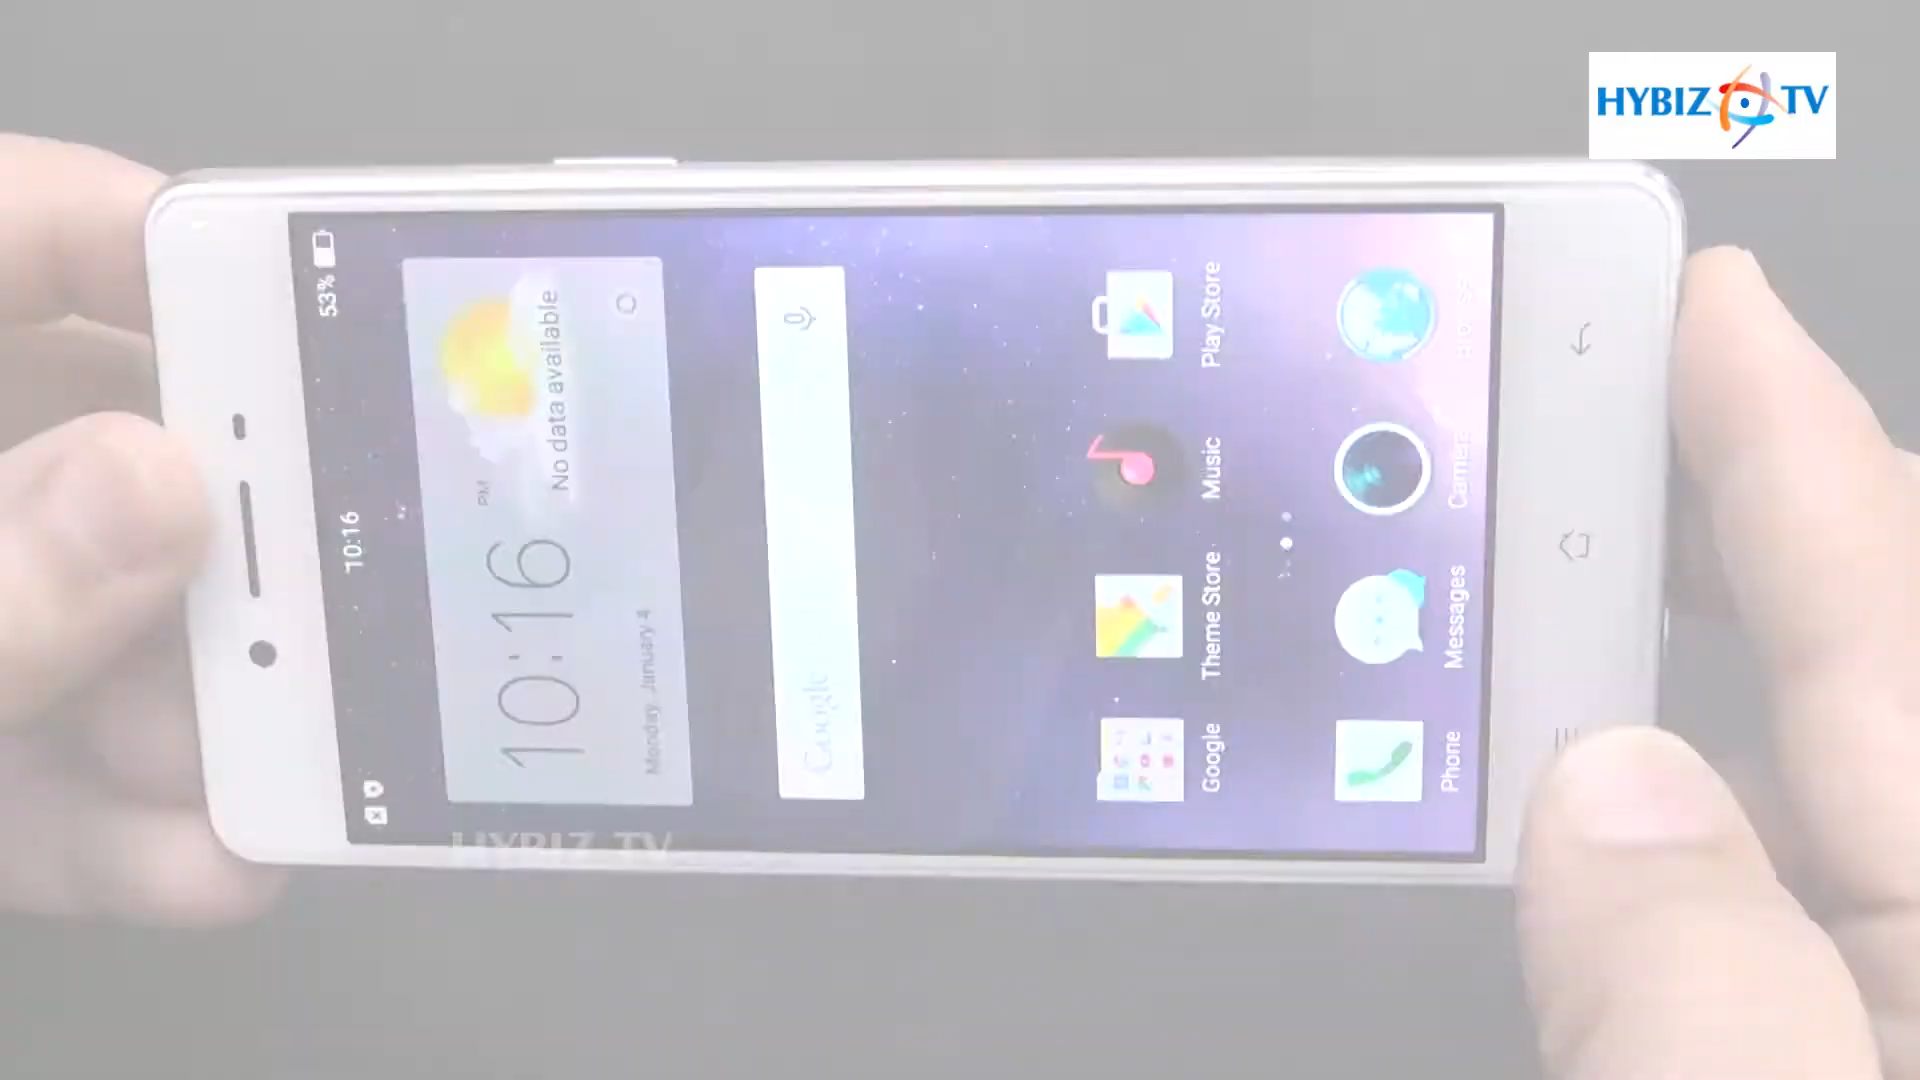 HYBIZ TV
53%
10:16
10:16
PM
No data available
Monday, January 4
Google
Play Store
Music
Theme Store
Google
Camera
Messages
Phone
HYBIZ TV